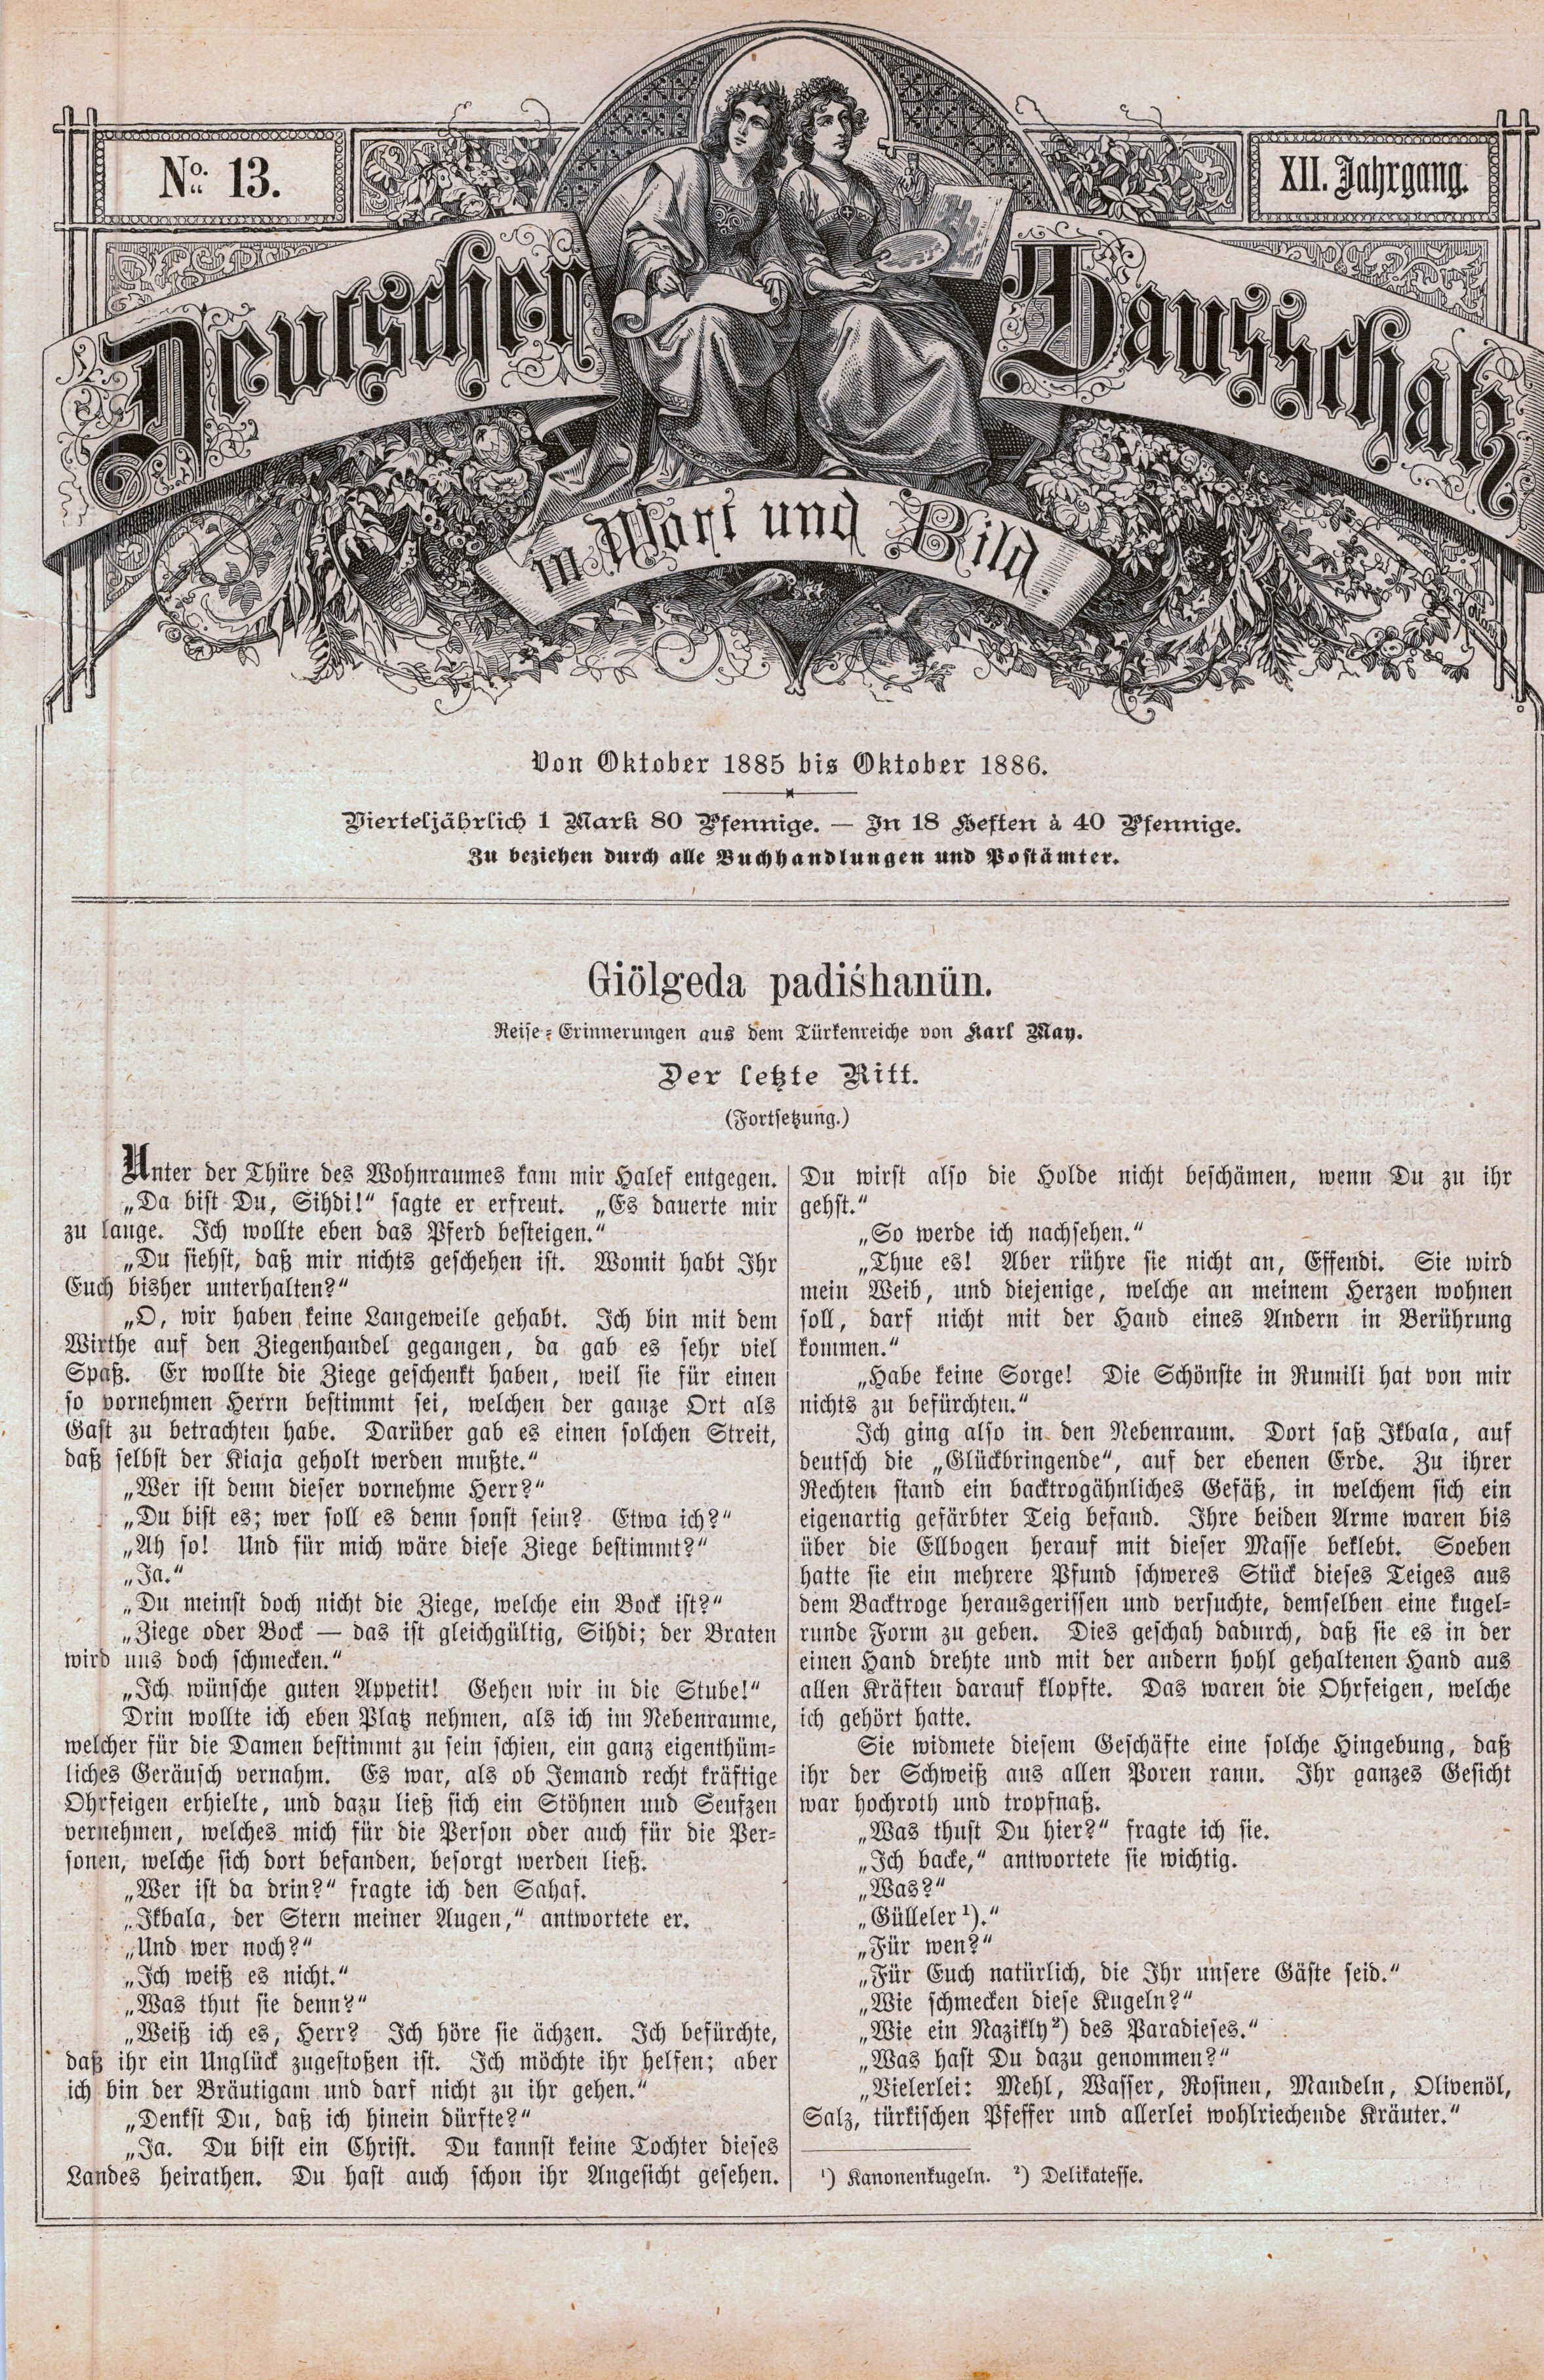 No. 13.
XII. Jahrgang.
Deutscher Hausschatz
in Wort und Bild.
Von Oktober 1885 bis Oktober 1886.
Vierteljährlich 1 Mark 80 Pfennige. — In 18 Heften à 40 Pfennige.
Zu beziehen durch alle Buchhandlungen und Postämter.
Giölgeda padiśhanün.
Reise-Erinnerungen aus dem Türkenreiche von Karl May.
Der letzte Ritt.
(Fortsetzung.)
Unter der Thüre des Wohnraumes kam mir Halef entgegen.
„Da bist Du, Sihdi!“ sagte er erfreut. „Es dauerte mir
zu lange. Ich wollte eben das Pferd besteigen.“
„Du siehst, daß mir nichts geschehen ist. Womit habt Ihr
Euch bisher unterhalten?“
„O, wir haben keine Langeweile gehabt. Ich bin mit dem
Wirthe auf den Ziegenhandel gegangen, da gab es sehr viel
Spaß. Er wollte die Ziege geschenkt haben, weil sie für einen
so vornehmen Herrn bestimmt sei, welchen der ganze Ort als
Gast zu betrachten habe. Darüber gab es einen solchen Streit,
daß selbst der Kiaja geholt werden mußte.“
„Wer ist denn dieser vornehme Herr?“
„Du bist es; wer soll es denn sonst sein? Etwa ich?“
„Ah so! Und für mich wäre diese Ziege bestimmt?“
„Ja.“
„Du meinst doch nicht die Ziege, welche ein Bock ist?“
„Ziege oder Bock — das ist gleichgültig, Sihdi; der Braten
wird uns doch schmecken.“
„Ich wünsche guten Appetit! Gehen wir in die Stube!“
Drin wollte ich eben Platz nehmen, als ich im Nebenraume,
welcher für die Damen bestimmt zu sein schien, ein ganz eigenthüm-
liches Geräusch vernahm. Es war, als ob Jemand recht kräftige
Ohrfeigen erhielte, und dazu ließ sich ein Stöhnen und Seufzen
vernehmen, welches mich für die Person oder auch für die Per-
sonen, welche sich dort befanden, besorgt werden ließ.
„Wer ist da drin?“ fragte ich den Sahaf.
„Ikbala, der Stern meiner Augen,“ antwortete er.
„Und wer noch?“
„Ich weiß es nicht.“
„Was thut sie denn?“
„Weiß ich es, Herr? Ich höre sie ächzen. Ich befürchte,
daß ihr ein Unglück zugestoßen ist. Ich möchte ihr helfen; aber
ich bin der Bräutigam und darf nicht zu ihr gehen.“
„Denkst Du, daß ich hinein dürfte?“
„Ja. Du bist ein Christ. Du kannst keine Tochter dieses
Landes heirathen. Du hast auch schon ihr Angesicht gesehen.
Du wirst also die Holde nicht beschämen, wenn Du zu ihr
gehst.“
„So werde ich nachsehen.“
„Thue es! Aber rühre sie nicht an, Effendi. Sie wird
mein Weib, und diejenige, welche an meinem Herzen wohnen
soll, darf nicht mit der Hand eines Andern in Berührung
kommen.“
„Habe keine Sorge! Die Schönste in Rumili hat von mir
nichts zu befürchten.“
Ich ging also in den Nebenraum. Dort saß Ikbala, auf
deutsch die „Glückbringende“, auf der ebenen Erde. Zu ihrer
Rechten stand ein backtrogähnliches Gefäß, in welchem sich ein
eigenartig gefärbter Teig befand. Ihre beiden Arme waren bis
über die Ellbogen herauf mit dieser Masse beklebt. Soeben
hatte sie ein mehrere Pfund schweres Stück dieses Teiges aus
dem Backtroge herausgerissen und versuchte, demselben eine kugel-
runde Form zu geben. Dies geschah dadurch, daß sie es in der
einen Hand drehte und mit der andern hohl gehaltenen Hand aus
allen Kräften darauf klopfte. Das waren die Ohrfeigen, welche
ich gehört hatte.
Sie widmete diesem Geschäfte eine solche Hingebung, daß
ihr der Schweiß aus allen Poren rann. Ihr ganzes Gesicht
war hochroth und tropfnaß.
„Was thust Du hier?“ fragte ich sie.
„Ich backe,“ antwortete sie wichtig.
„Was?“
„Gülleler¹).“
„Für wen?“
„Für Euch natürlich, die Ihr unsere Gäste seid.“
„Wie schmecken diese Kugeln?“
„Wie ein Nazikly²) des Paradieses.“
„Was hast Du dazu genommen?“
„Vielerlei: Mehl, Wasser, Rosinen, Mandeln, Olivenöl,
Salz, türkischen Pfeffer und allerlei wohlriechende Kräuter.“
¹) Kanonenkugeln. ²) Delikatesse.